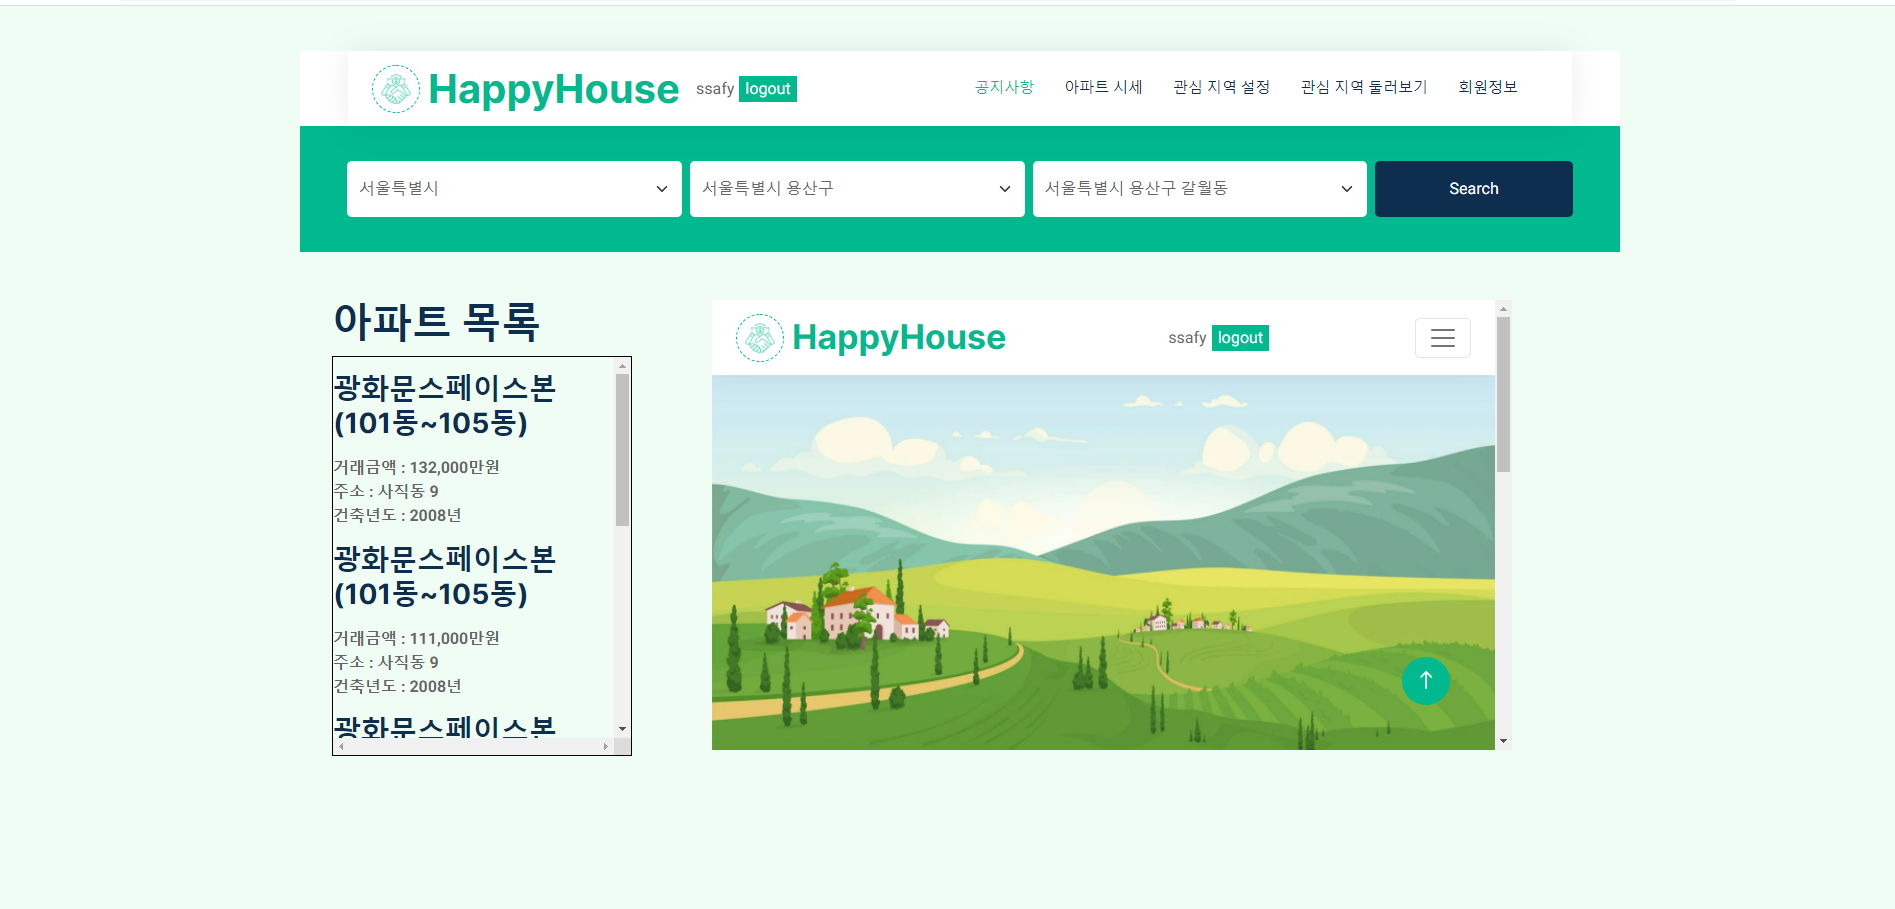 HappyHouse ssafy logout 공지사항 아파트 시세 관심 지역 설정 관심 지역 둘러보기 회원정보
서울특별시 서울특별시 용산구 서울특별시 용산구 갈월동 Search
아파트 목록
광화문스페이스본
(101동~105동)
거래금액 : 132,000만원
주소 : 사직동 9
건축년도 : 2008년
광화문스페이스본
(101동~105동)
거래금액 : 111,000만원
주소 : 사직동 9
건축년도 : 2008년
광화문스페이스본
HappyHouse ssafy logout